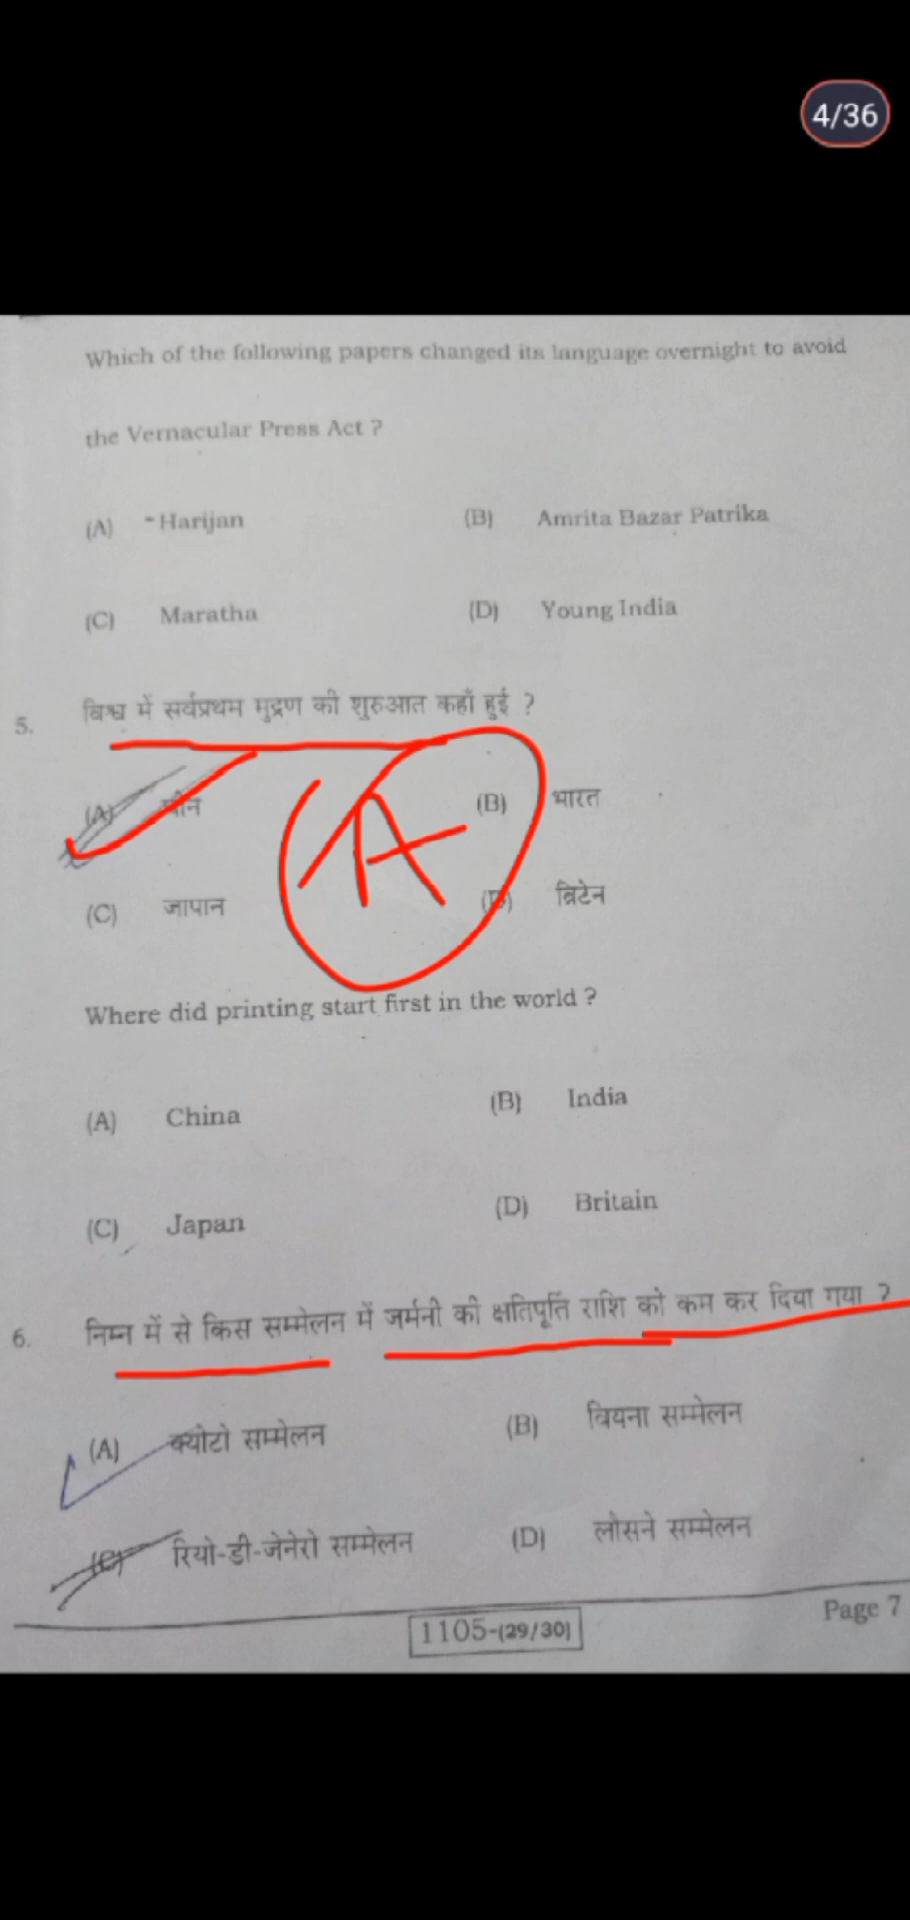 4/36
Which of the following papers changed its language overnight to avoid
the Vernacular Press Act ?
(A) Harijan (B) Amrita Bazar Patrika
(C) Maratha (D) Young India
5. विश्व में सर्वप्रथम मुद्रण की शुरुआत कहाँ हुई ?
(A) चीन (B) भारत
A
(C) जापान (D) ब्रिटेन
Where did printing start first in the world ?
(A) China (B) India
(C) Japan (D) Britain
6. निम्न में से किस सम्मेलन में जर्मनी की क्षतिपूर्ति राशि को कम कर दिया गया ?
(A) क्योटो सम्मेलन (B) वियना सम्मेलन
(C) रियो-डी-जेनेरो सम्मेलन (D) लोसने सम्मेलन
1105-(29/30) Page 7